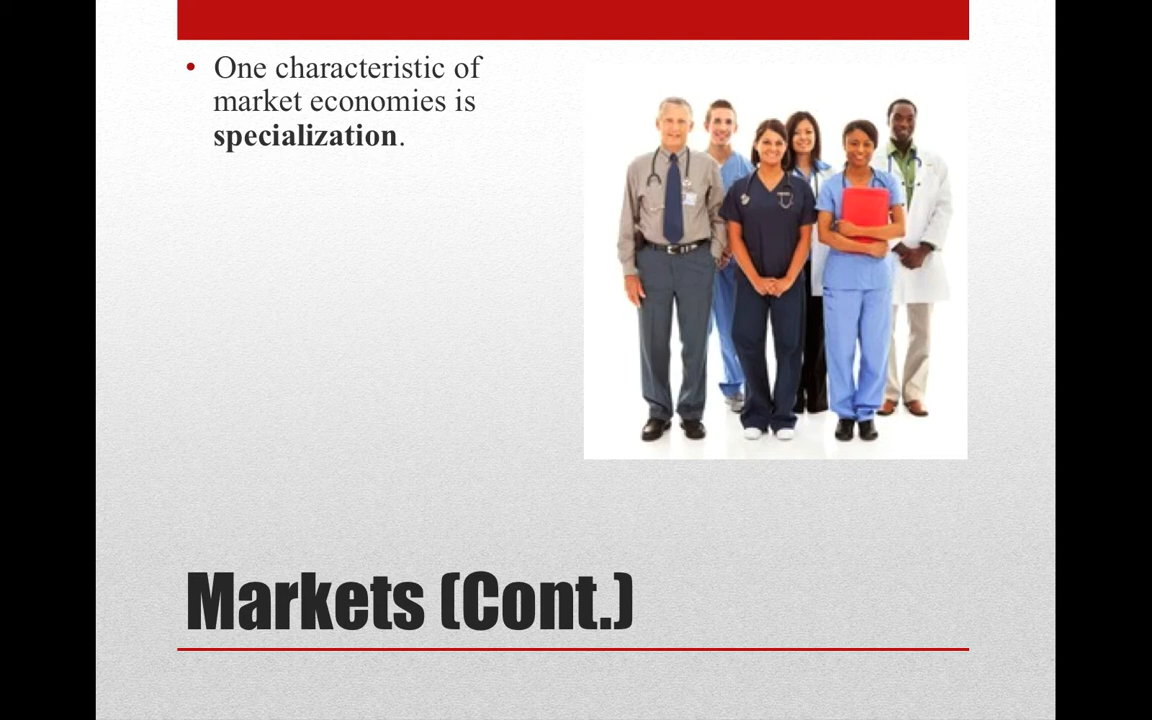 • One characteristic of
market economies is
specialization.
Markets (Cont.)